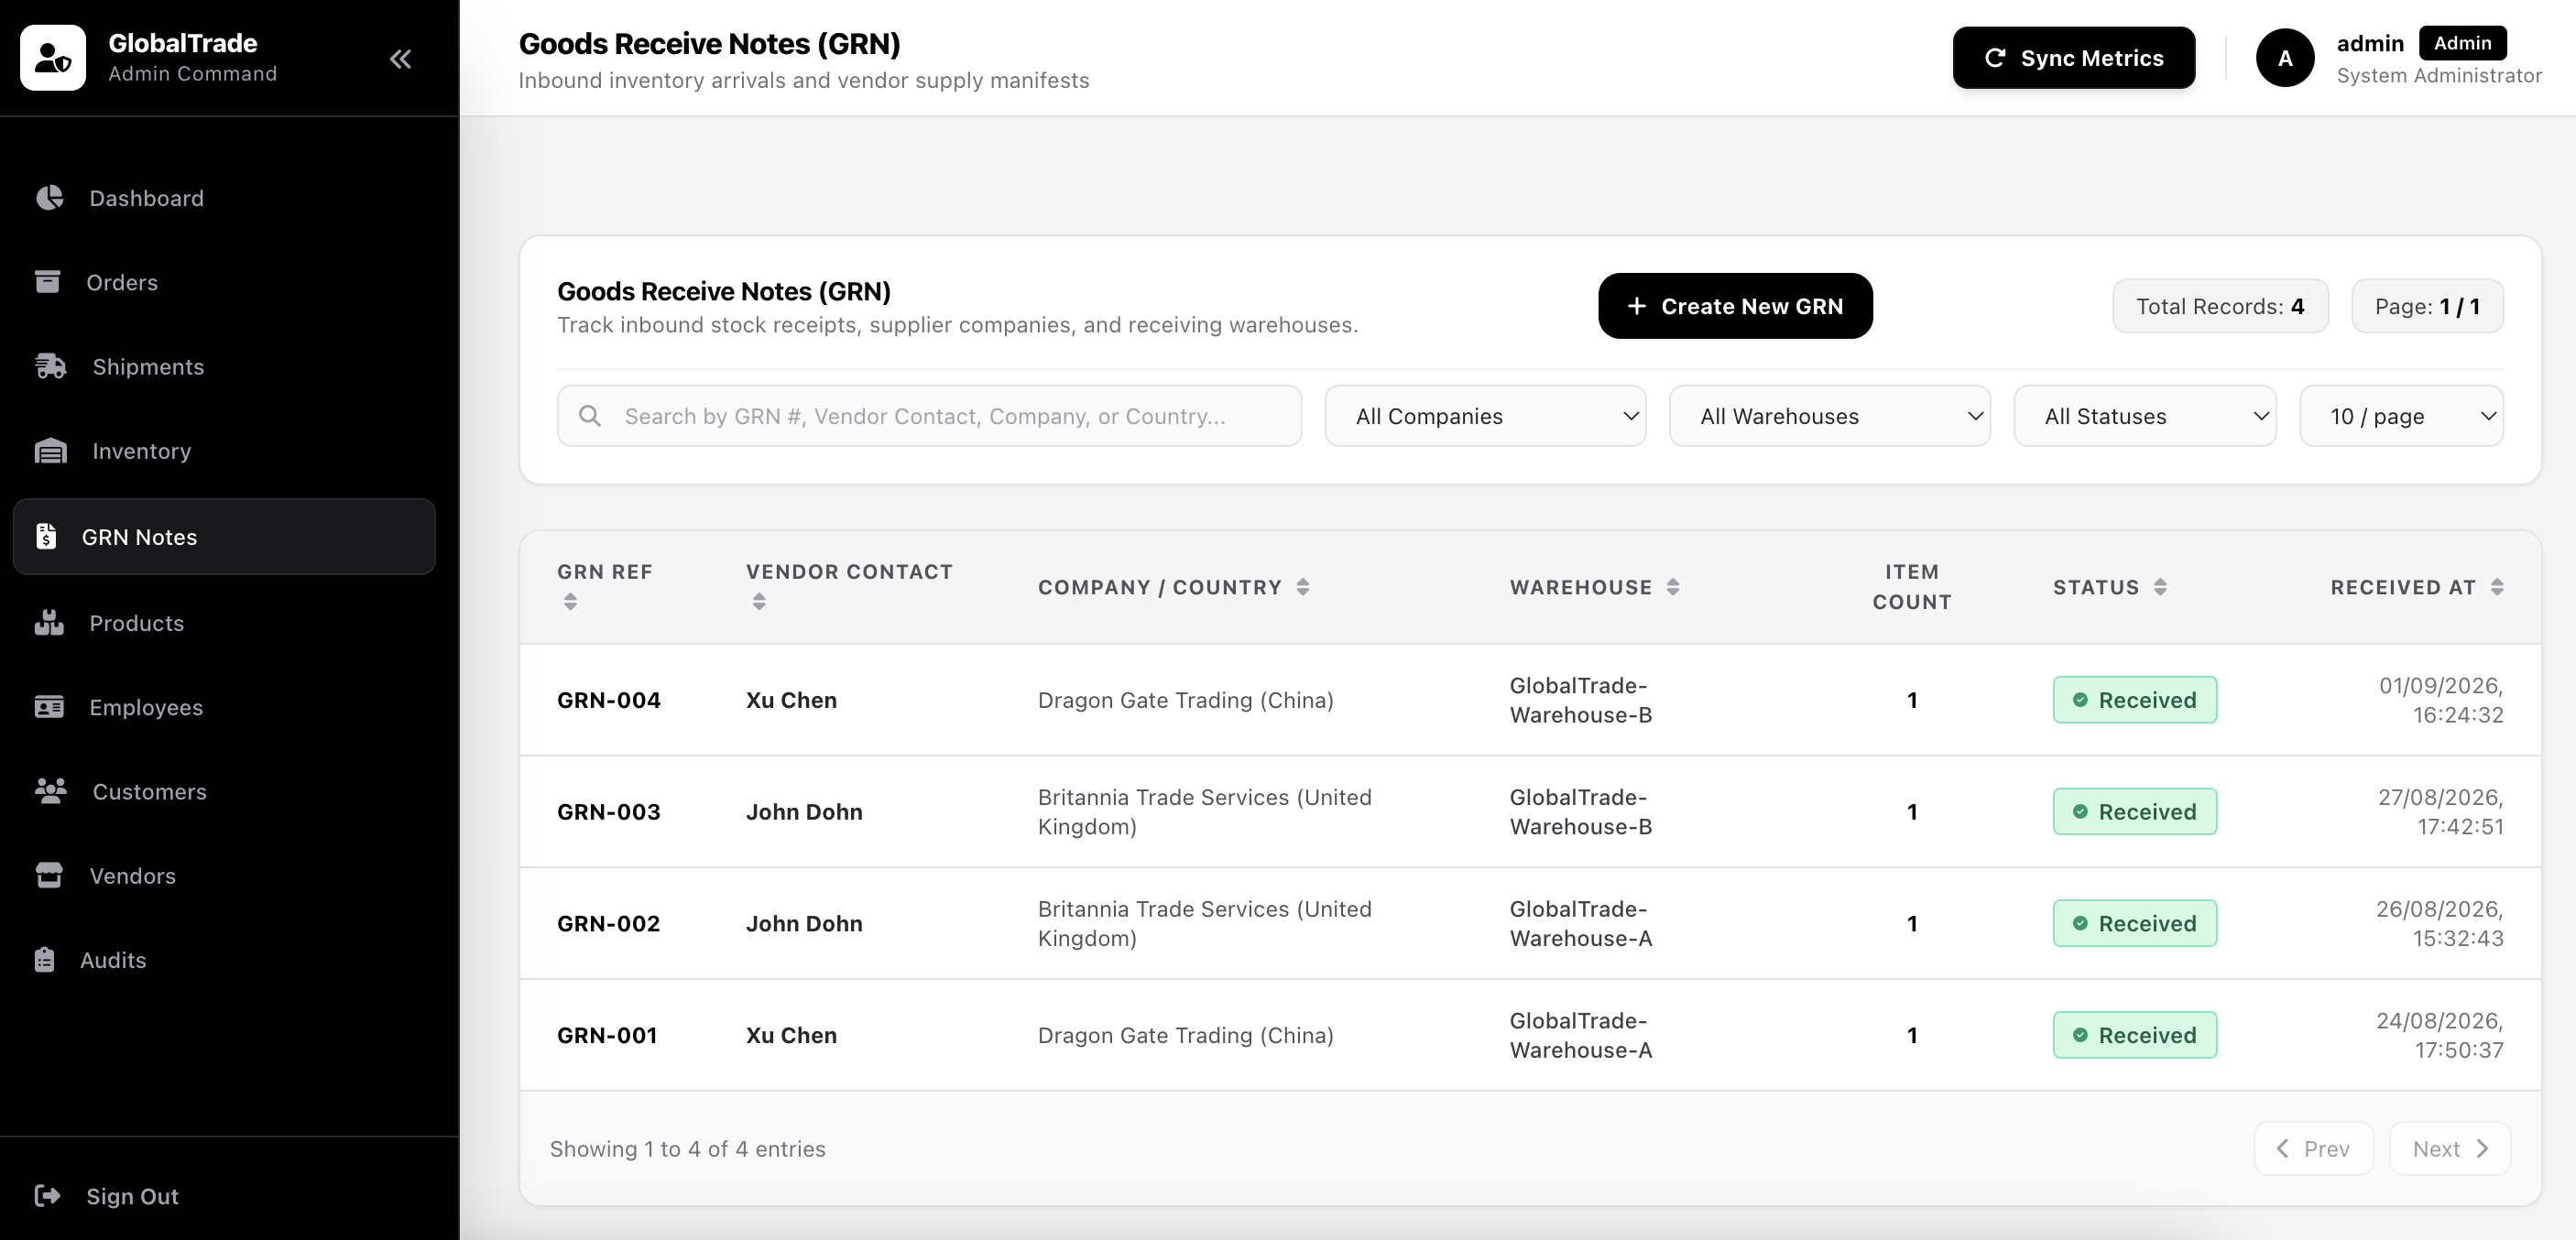 GlobalTrade
Admin Command
Dashboard
Orders
Shipments
Inventory
GRN Notes
Products
Employees
Customers
Vendors
Audits
Sign Out
Goods Receive Notes (GRN)
Inbound inventory arrivals and vendor supply manifests
Sync Metrics
A
admin Admin
System Administrator
Goods Receive Notes (GRN)
Track inbound stock receipts, supplier companies, and receiving warehouses.
Create New GRN
Total Records: 4
Page: 1 / 1
Search by GRN #, Vendor Contact, Company, or Country...
All Companies
All Warehouses
All Statuses
10 / page
GRN REF
VENDOR CONTACT
COMPANY / COUNTRY
WAREHOUSE
ITEM
COUNT
STATUS
RECEIVED AT
GRN-004
Xu Chen
Dragon Gate Trading (China)
GlobalTrade-
Warehouse-B
1
Received
01/09/2026,
16:24:32
GRN-003
John Dohn
Britannia Trade Services (United
Kingdom)
GlobalTrade-
Warehouse-B
1
Received
27/08/2026,
17:42:51
GRN-002
John Dohn
Britannia Trade Services (United
Kingdom)
GlobalTrade-
Warehouse-A
1
Received
26/08/2026,
15:32:43
GRN-001
Xu Chen
Dragon Gate Trading (China)
GlobalTrade-
Warehouse-A
1
Received
24/08/2026,
17:50:37
Showing 1 to 4 of 4 entries
Prev
Next